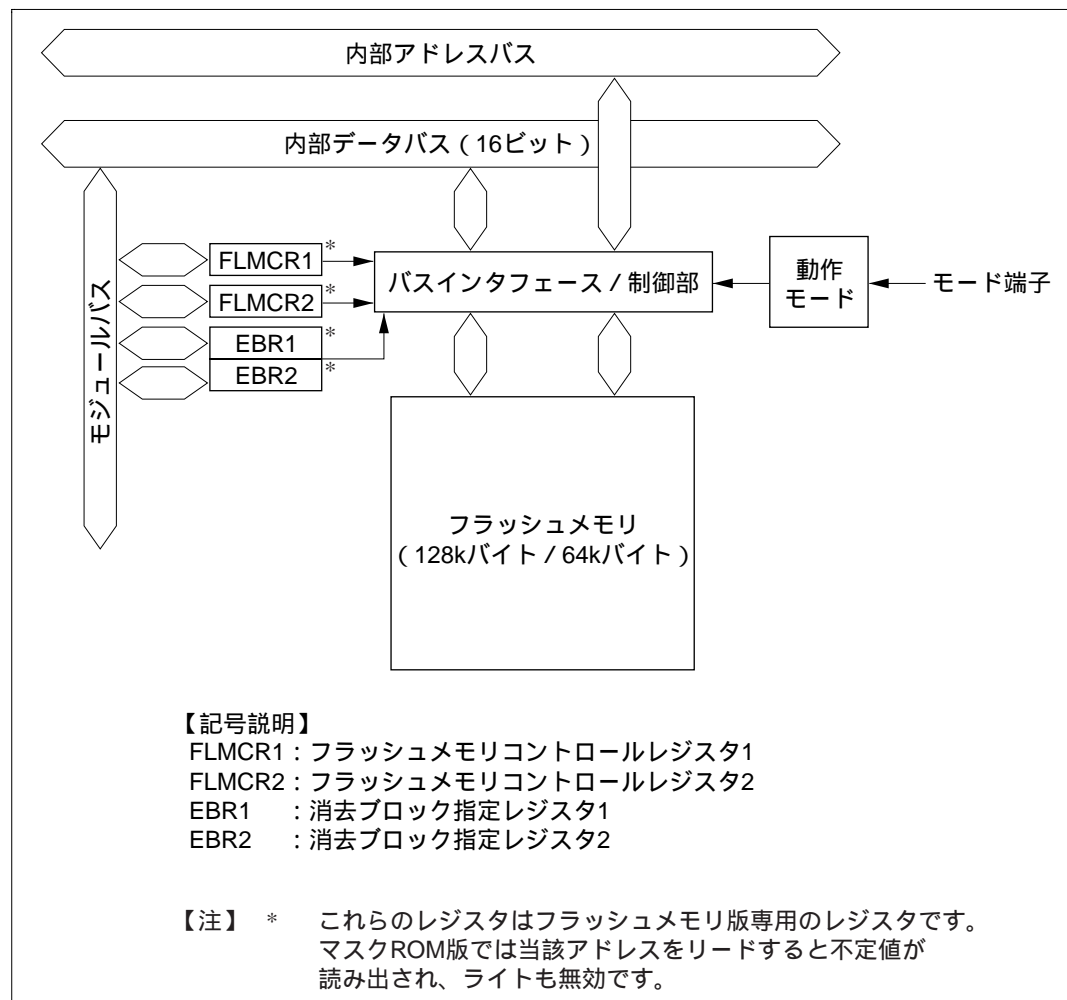 内部アドレスバス
内部データバス（16ビット）
モジュールバス
FLMCR1 *
FLMCR2 *
EBR1 *
EBR2 *
バスインタフェース／制御部
動作
モード
モード端子
フラッシュメモリ
（128kバイト／64kバイト）
【記号説明】
FLMCR1：フラッシュメモリコントロールレジスタ1
FLMCR2：フラッシュメモリコントロールレジスタ2
EBR1　：消去ブロック指定レジスタ1
EBR2　：消去ブロック指定レジスタ2
【注】 *　これらのレジスタはフラッシュメモリ版専用のレジスタです。
マスクROM版では当該アドレスをリードすると不定値が
読み出され、ライトも無効です。